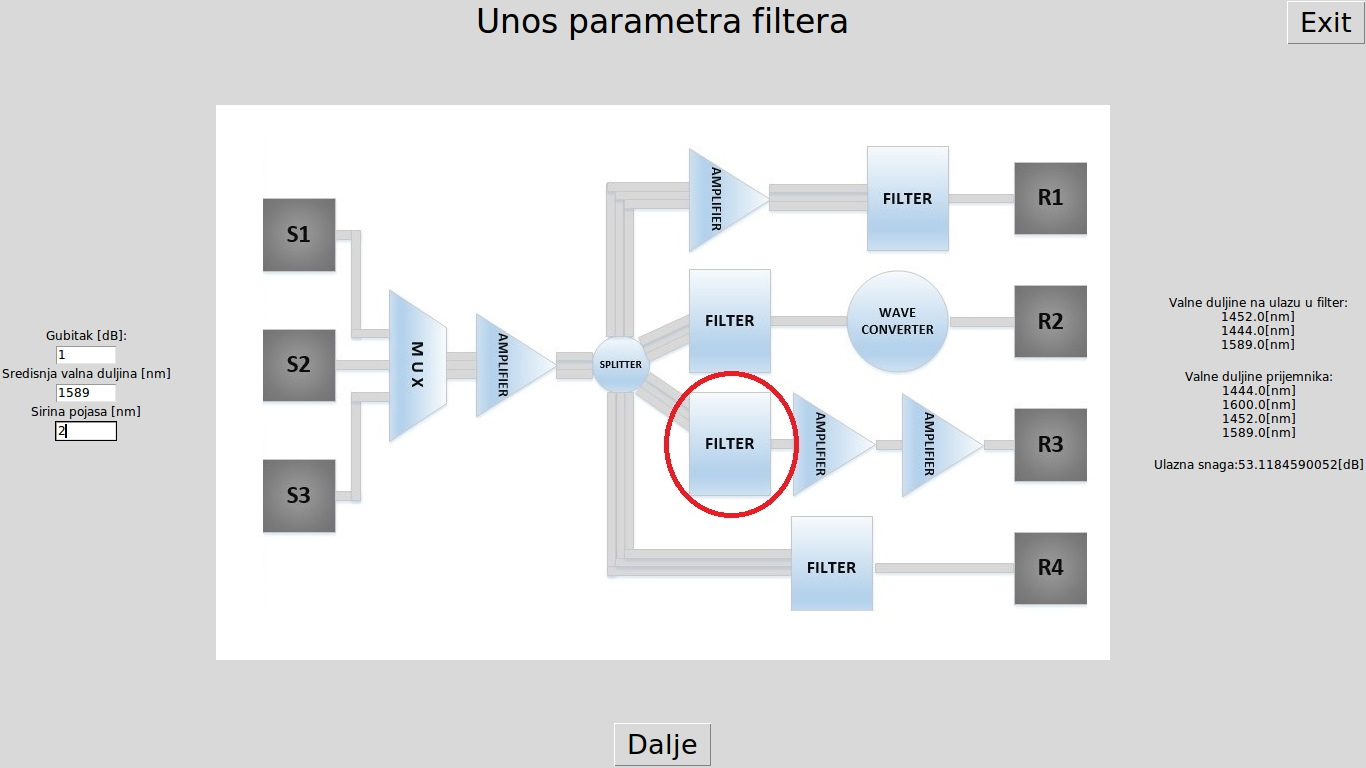 Unos parametra filtera
Exit
Gubitak [dB]:
1
Sredisnja valna duljina [nm]
1589
Sirina pojasa [nm]
2
S1
S2
S3
MUX
AMPLIFIER
SPLITTER
AMPLIFIER
FILTER
R1
FILTER
WAVE
CONVERTER
R2
FILTER
AMPLIFIER
AMPLIFIER
R3
FILTER
R4
Valne duljine na ulazu u filter:
1452.0[nm]
1444.0[nm]
1589.0[nm]
Valne duljine prijemnika:
1444.0[nm]
1600.0[nm]
1452.0[nm]
1589.0[nm]
Ulazna snaga:53.1184590052[dB]
Dalje